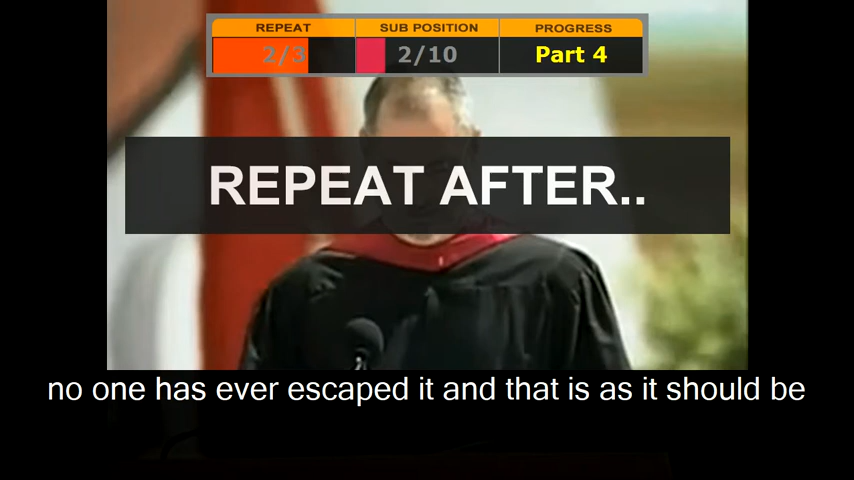 REPEAT SUB POSITION PROGRESS
2/3 2/10 Part 4
REPEAT AFTER..
no one has ever escaped it and that is as it should be